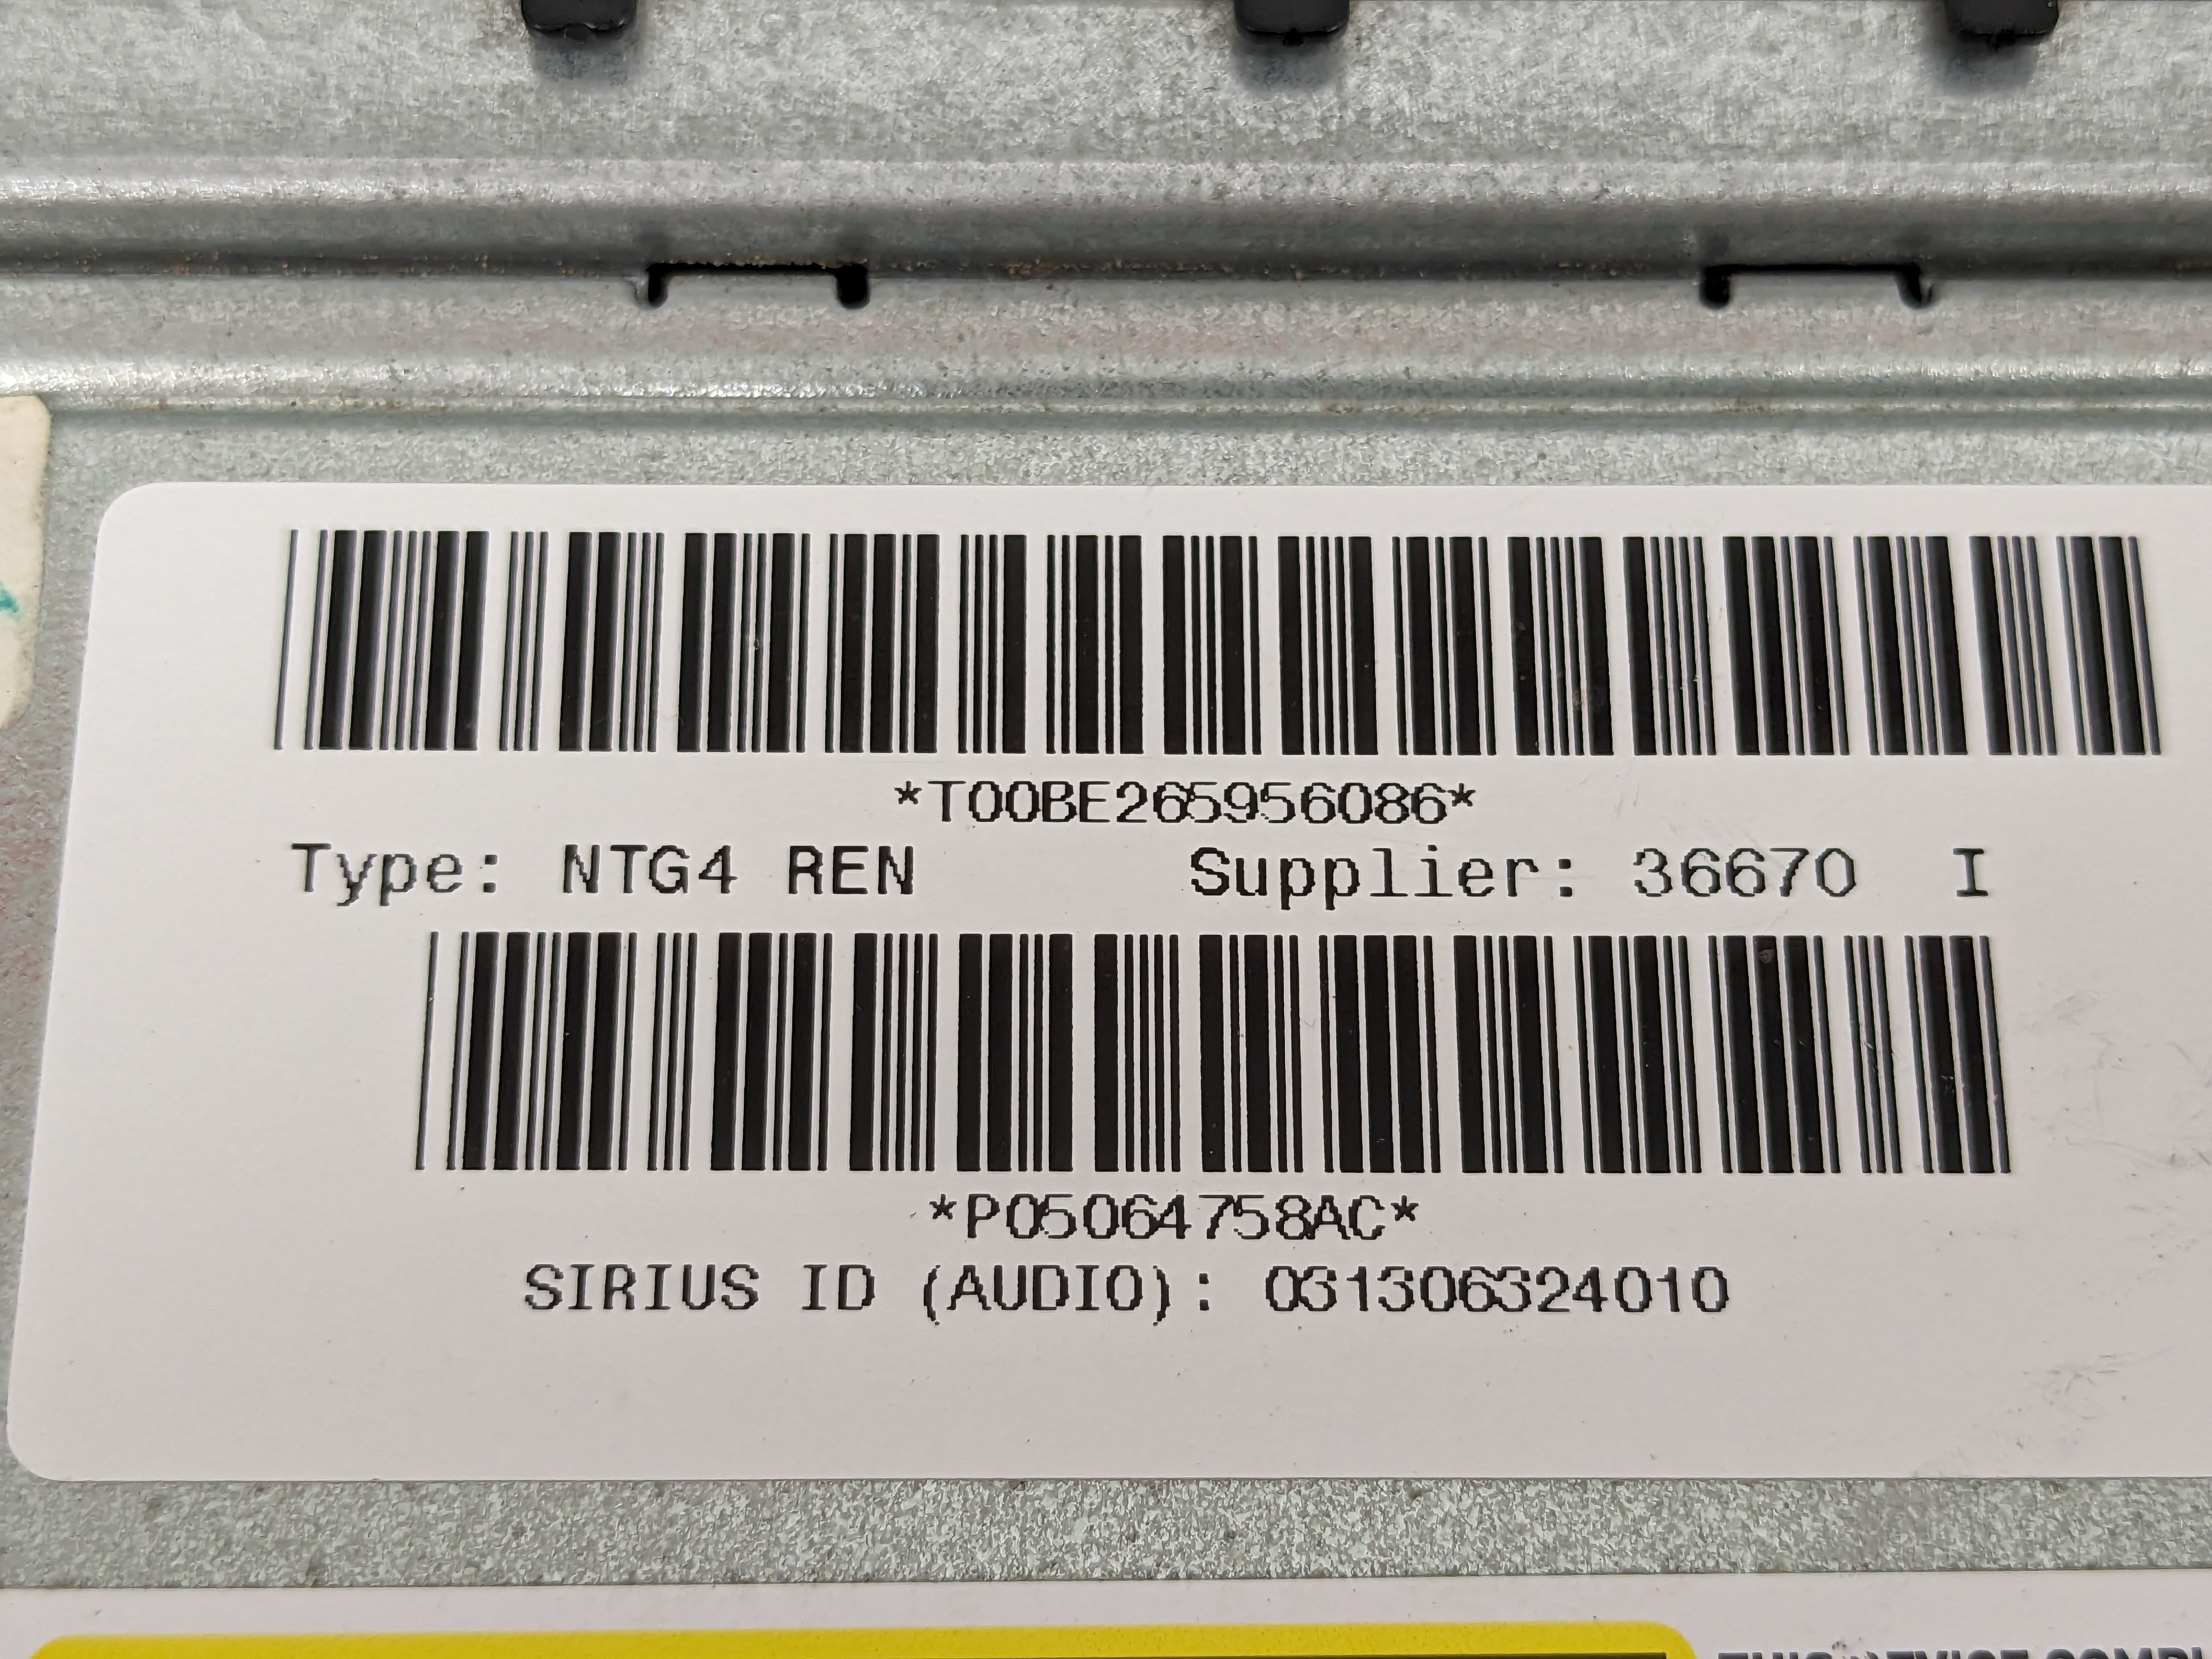 *T00BE265956086*
Type: NTG4 REN Supplier: 36670 I
*P05064758AC*
SIRIUS ID (AUDIO): 031306324010